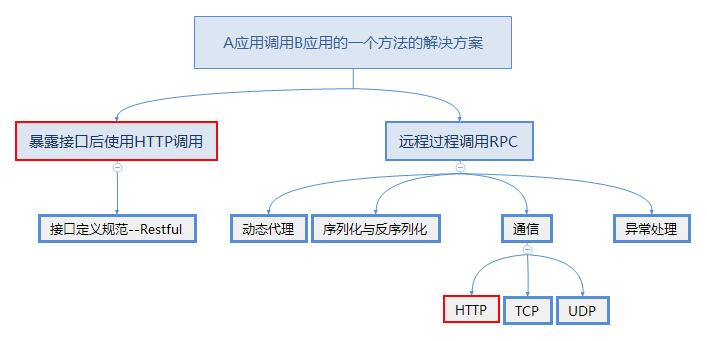 A应用调用B应用的一个方法的解决方案
暴露接口后使用HTTP调用
远程过程调用RPC
接口定义规范--Restful
动态代理
序列化与反序列化
通信
异常处理
HTTP
TCP
UDP